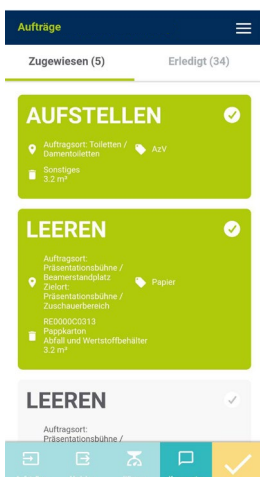 Aufträge
Zugewiesen (5)
Erledigt (34)
AUFSTELLEN
Auftragsort: Toiletten /
Damentoiletten
AzV
Sonstiges
3.2 m³
LEEREN
Auftragsort:
Präsentationsbühne /
Beamerstandplatz
Zielort:
Präsentationsbühne /
Zuschauerbereich
Papier
RED000C0313
Pappkarton
Abfall und Wertstoffbehälter
3.2 m³
LEEREN
Auftragsort:
Präsentationsbühne /